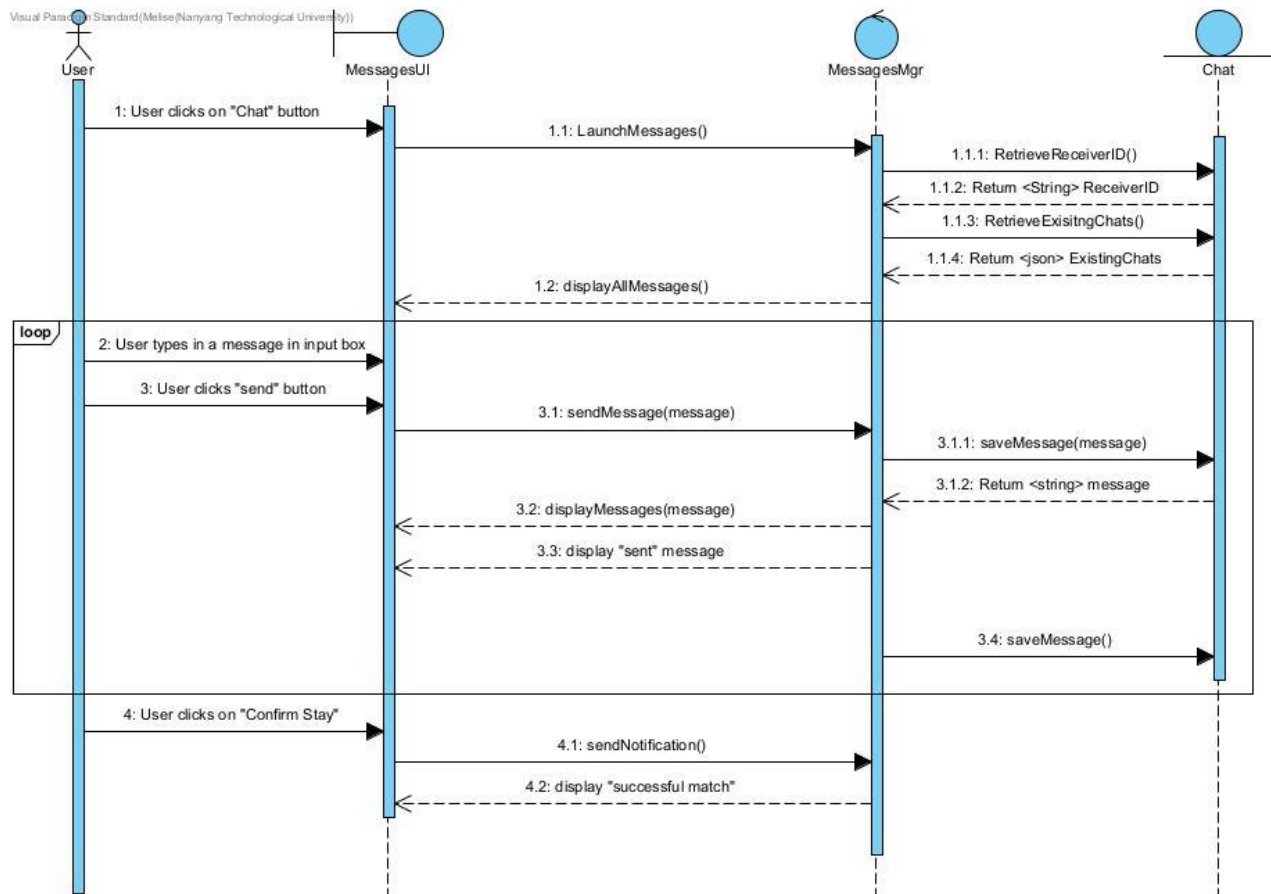 Visual Paradigm Standard(Melise(Nanyang Technological University))
User
MessagesUI
MessagesMgr
Chat
1: User clicks on "Chat" button
1.1: LaunchMessages()
1.1.1: RetrieveReceiverID()
1.1.2: Return <String> ReceiverID
1.1.3: RetrieveExisitngChats()
1.1.4: Return <json> ExistingChats
1.2: displayAllMessages()
loop
2: User types in a message in input box
3: User clicks "send" button
3.1: sendMessage(message)
3.1.1: saveMessage(message)
3.1.2: Return <string> message
3.2: displayMessages(message)
3.3: display "sent" message
3.4: saveMessage()
4: User clicks on "Confirm Stay"
4.1: sendNotification()
4.2: display "successful match"